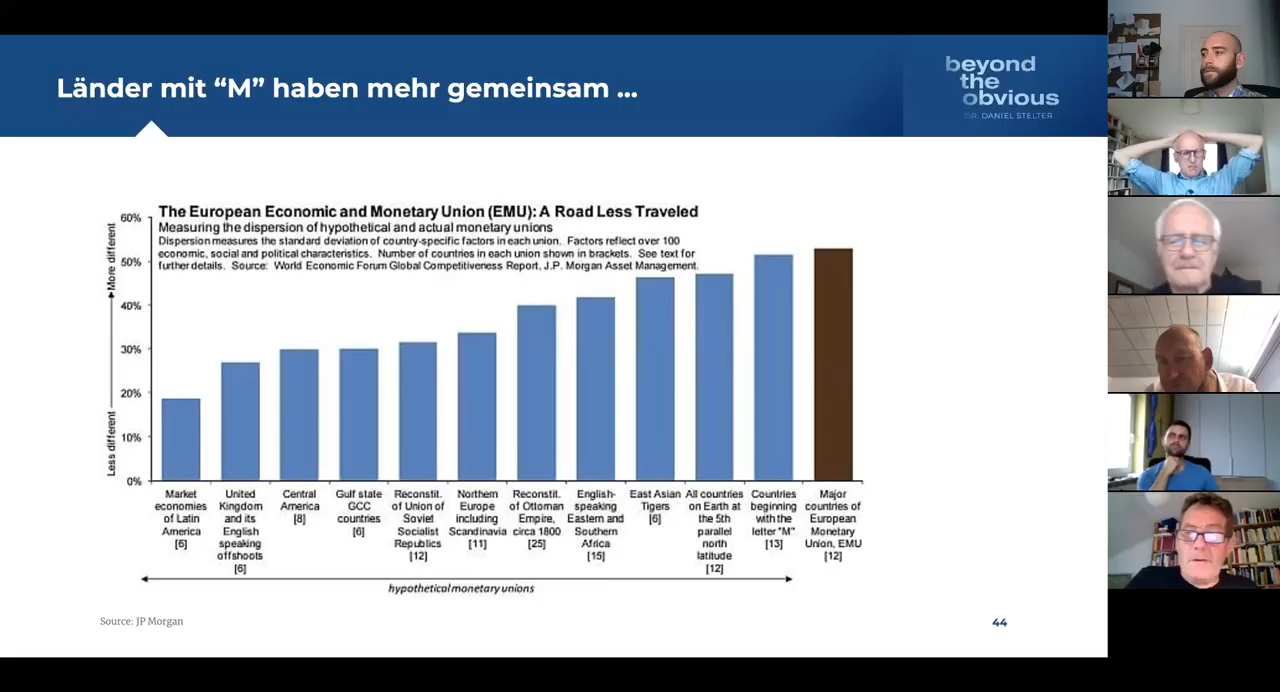 Länder mit “M” haben mehr gemeinsam ...
beyond
the
obvious
DR. DANIEL STELTER
The European Economic and Monetary Union (EMU): A Road Less Traveled
Measuring the dispersion of hypothetical and actual monetary unions
Dispersion measures the standard deviation of country-specific factors in each union. Factors reflect over 100
economic, social and political characteristics. Number of countries in each union shown in brackets. See text for
further details. Source: World Economic Forum Global Competitiveness Report, J.P. Morgan Asset Management.
More different
Less different
60%
50%
40%
30%
20%
10%
0%
Market
economies
of Latin
America
[6]
United
Kingdom
and its
English
speaking
offshoots
[6]
Central
America
[8]
Gulf state
GCC
countries
[6]
Reconstit.
of Union of
Soviet
Socialist
Republics
[12]
Northern
Europe
including
Scandinavia
[11]
Reconstit.
of Ottoman
Empire,
circa 1800
[25]
English-
speaking
Eastern and
Southern
Africa
[15]
East Asian
Tigers
[6]
All countries
on Earth at
the 5th
parallel
north
latitude
[12]
Countries
beginning
with the
letter "M"
[13]
Major
countries of
European
Monetary
Union, EMU
[12]
hypothetical monetary unions
Source: JP Morgan
44